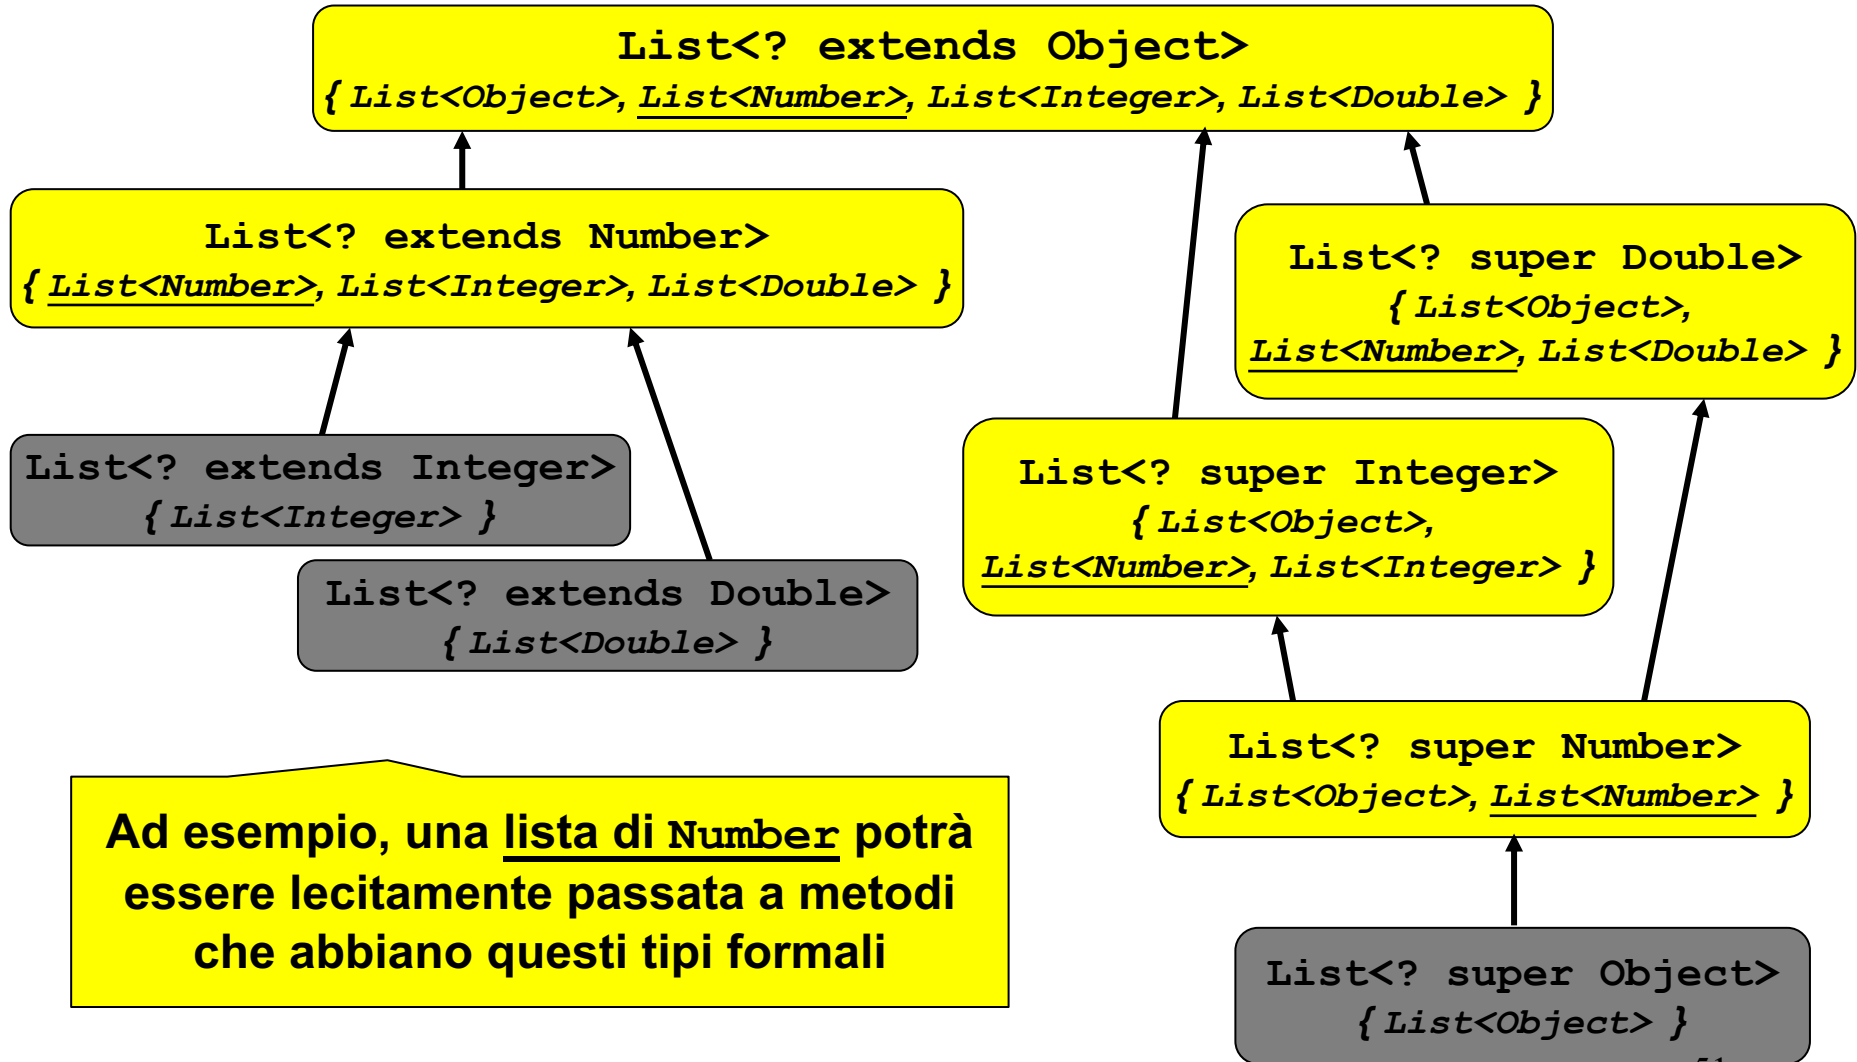 List<? extends Object>
{ List<Object>, List<Number>, List<Integer>, List<Double> }
List<? extends Number>
{ List<Number>, List<Integer>, List<Double> }
List<? super Double>
{ List<Object>,
List<Number>, List<Double> }
List<? extends Integer>
{ List<Integer> }
List<? super Integer>
{ List<Object>,
List<Number>, List<Integer> }
List<? extends Double>
{ List<Double> }
List<? super Number>
{ List<Object>, List<Number> }
Ad esempio, una lista di Number potrà
essere lecitamente passata a metodi
che abbiano questi tipi formali
List<? super Object>
{ List<Object> }